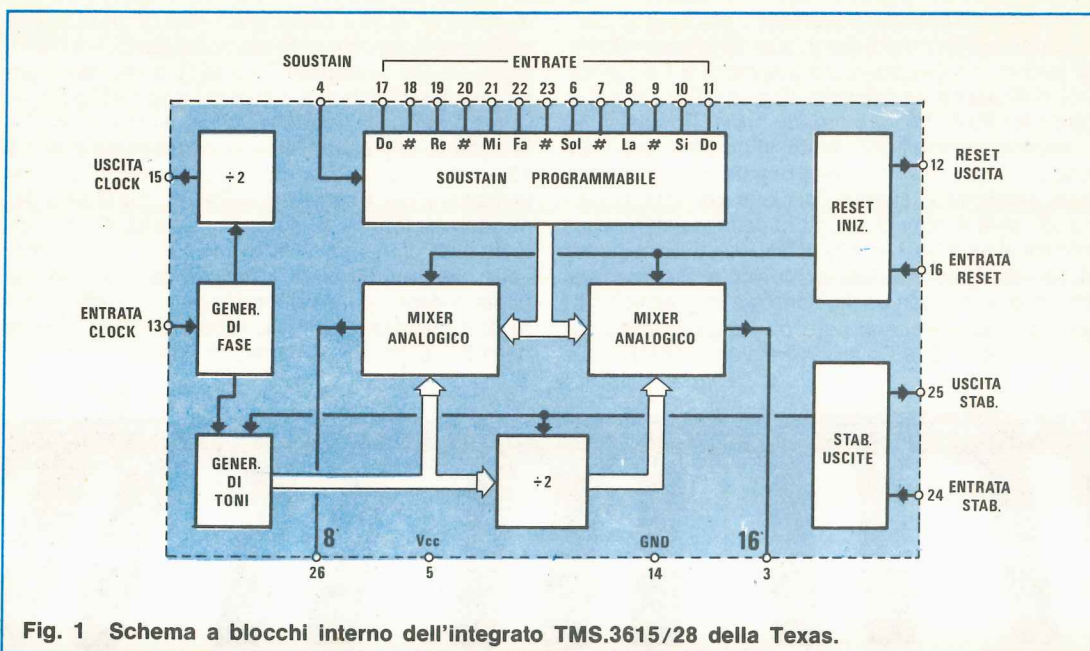 SOUSTAIN ENTRATE
4 17 18 19 20 21 22 23 6 7 8 9 10 11
Do # Re # Mi Fa # Sol # La # Si Do
SOUSTAIN PROGRAMMABILE
USCITA
CLOCK 15
÷2
RESET
INIZ.
12 RESET
USCITA
16 ENTRATA
RESET
ENTRATA
CLOCK 13
GENER.
DI
FASE
MIXER
ANALOGICO
MIXER
ANALOGICO
GENER.
DI
TONI
÷2
STAB.
USCITE
25 USCITA
STAB.
24 ENTRATA
STAB.
8' Vcc GND 16'
26 5 14 3
Fig. 1 Schema a blocchi interno dell'integrato TMS.3615/28 della Texas.